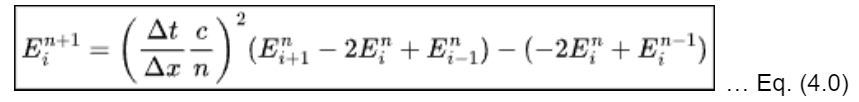 $E_i^{n+1} = \left( \frac{\Delta t}{\Delta x} \frac{c}{n} \right)^2 (E_{i+1}^n - 2E_i^n + E_{i-1}^n) - (-2E_i^n + E_i^{n-1})$ … Eq. (4.0)